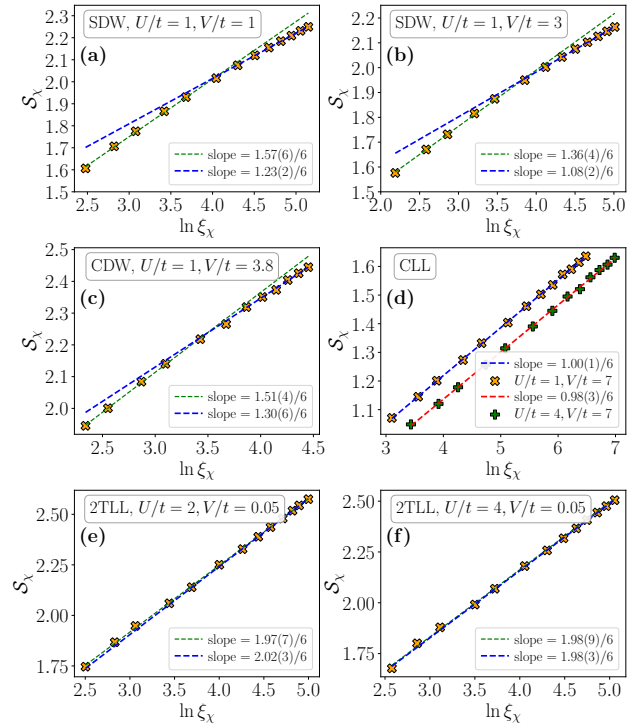 SDW, U/t = 1, V/t = 1
(a)
2.3
2.2
2.1
2.0
1.9
1.8
1.7
1.6
1.5
𝒮χ
slope = 1.57(6)/6
slope = 1.23(2)/6
2.5 3.0 3.5 4.0 4.5 5.0
ln ξχ
SDW, U/t = 1, V/t = 3
(b)
2.2
2.1
2.0
1.9
1.8
1.7
1.6
1.5
slope = 1.36(4)/6
slope = 1.08(2)/6
2.0 2.5 3.0 3.5 4.0 4.5 5.0
ln ξχ
CDW, U/t = 1, V/t = 3.8
(c)
2.5
2.4
2.3
2.2
2.1
2.0
𝒮χ
slope = 1.51(4)/6
slope = 1.30(6)/6
2.5 3.0 3.5 4.0 4.5
ln ξχ
CLL
(d)
1.6
1.5
1.4
1.3
1.2
1.1
slope = 1.00(1)/6
U/t = 1, V/t = 7
slope = 0.98(3)/6
U/t = 4, V/t = 7
3 4 5 6 7
ln ξχ
2TLL, U/t = 2, V/t = 0.05
(e)
2.50
2.25
2.00
1.75
𝒮χ
slope = 1.97(7)/6
slope = 2.02(3)/6
2.5 3.0 3.5 4.0 4.5 5.0
ln ξχ
2TLL, U/t = 4, V/t = 0.05
(f)
2.50
2.25
2.00
1.75
slope = 1.98(9)/6
slope = 1.98(3)/6
2.5 3.0 3.5 4.0 4.5 5.0
ln ξχ